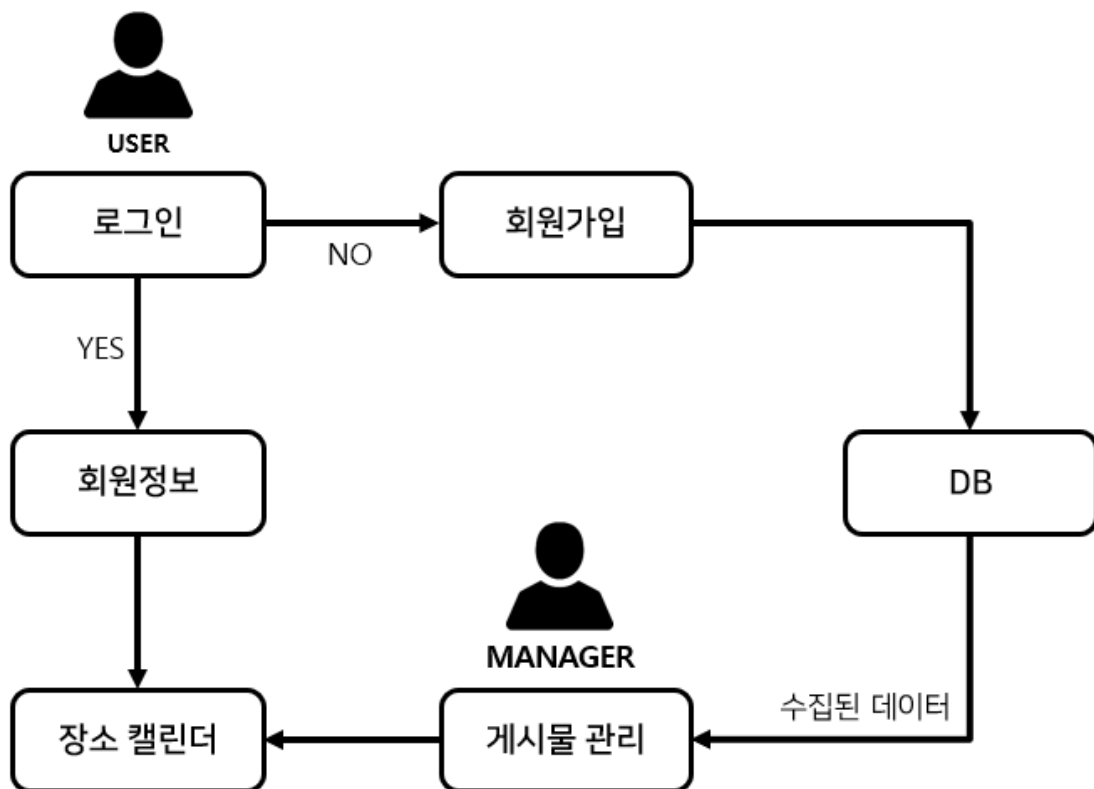 USER
로그인
NO
회원가입
YES
회원정보
DB
MANAGER
수집된 데이터
장소 캘린더
게시물 관리